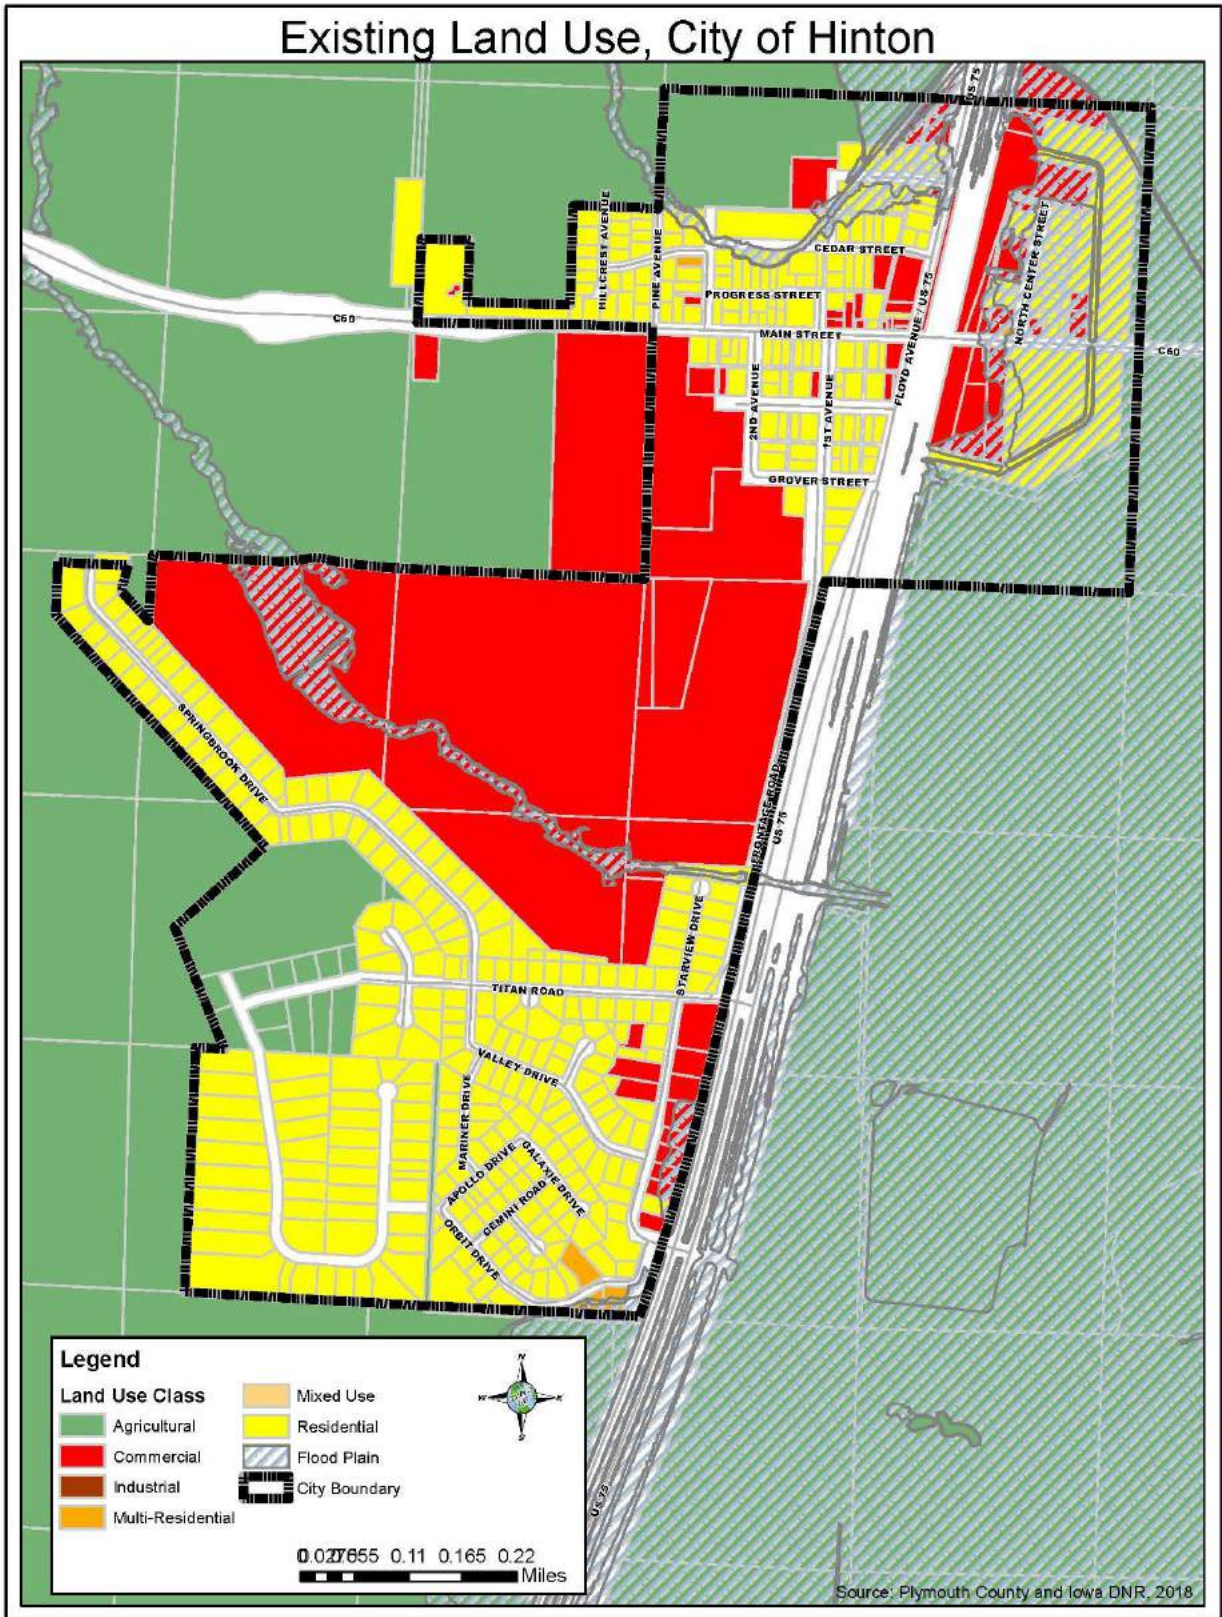 Existing Land Use, City of Hinton
US 75
HILLCREST AVENUE
PINE AVENUE
CEDAR STREET
NORTH CENTER STREET
PROGRESS STREET
FLOYD AVENUE / US 75
C60
MAIN STREET
C60
2ND AVENUE
1ST AVENUE
GROVER STREET
SPRINGBROOK DRIVE
FRONTAGE ROAD
US 75
STARVIEW DRIVE
TITAN ROAD
VALLEY DRIVE
MARINER DRIVE
APOLLO DRIVE
GALAXIE DRIVE
GEMINI ROAD
ORBIT DRIVE
US 75
Legend
Land Use Class
Agricultural
Commercial
Industrial
Multi-Residential
Mixed Use
Residential
Flood Plain
City Boundary
N
W
E
S
0.11 0.165 0.22
Miles
Source: Plymouth County and Iowa DNR, 2018